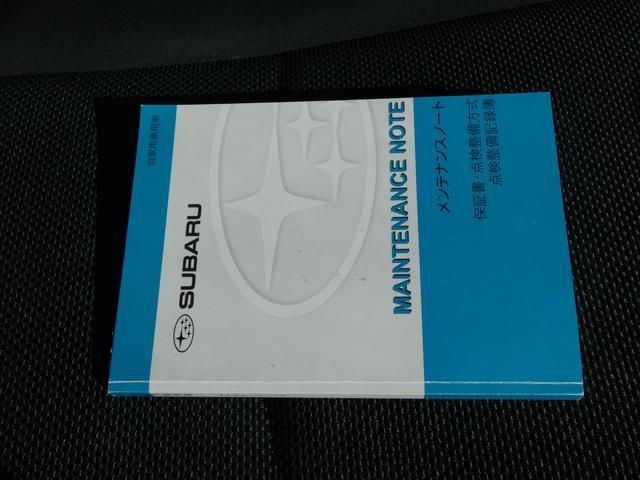 自家用乗用車
SUBARU
MAINTENANCE NOTE
メンテナンスノート
保証書・点検整備方式
点検整備記録簿